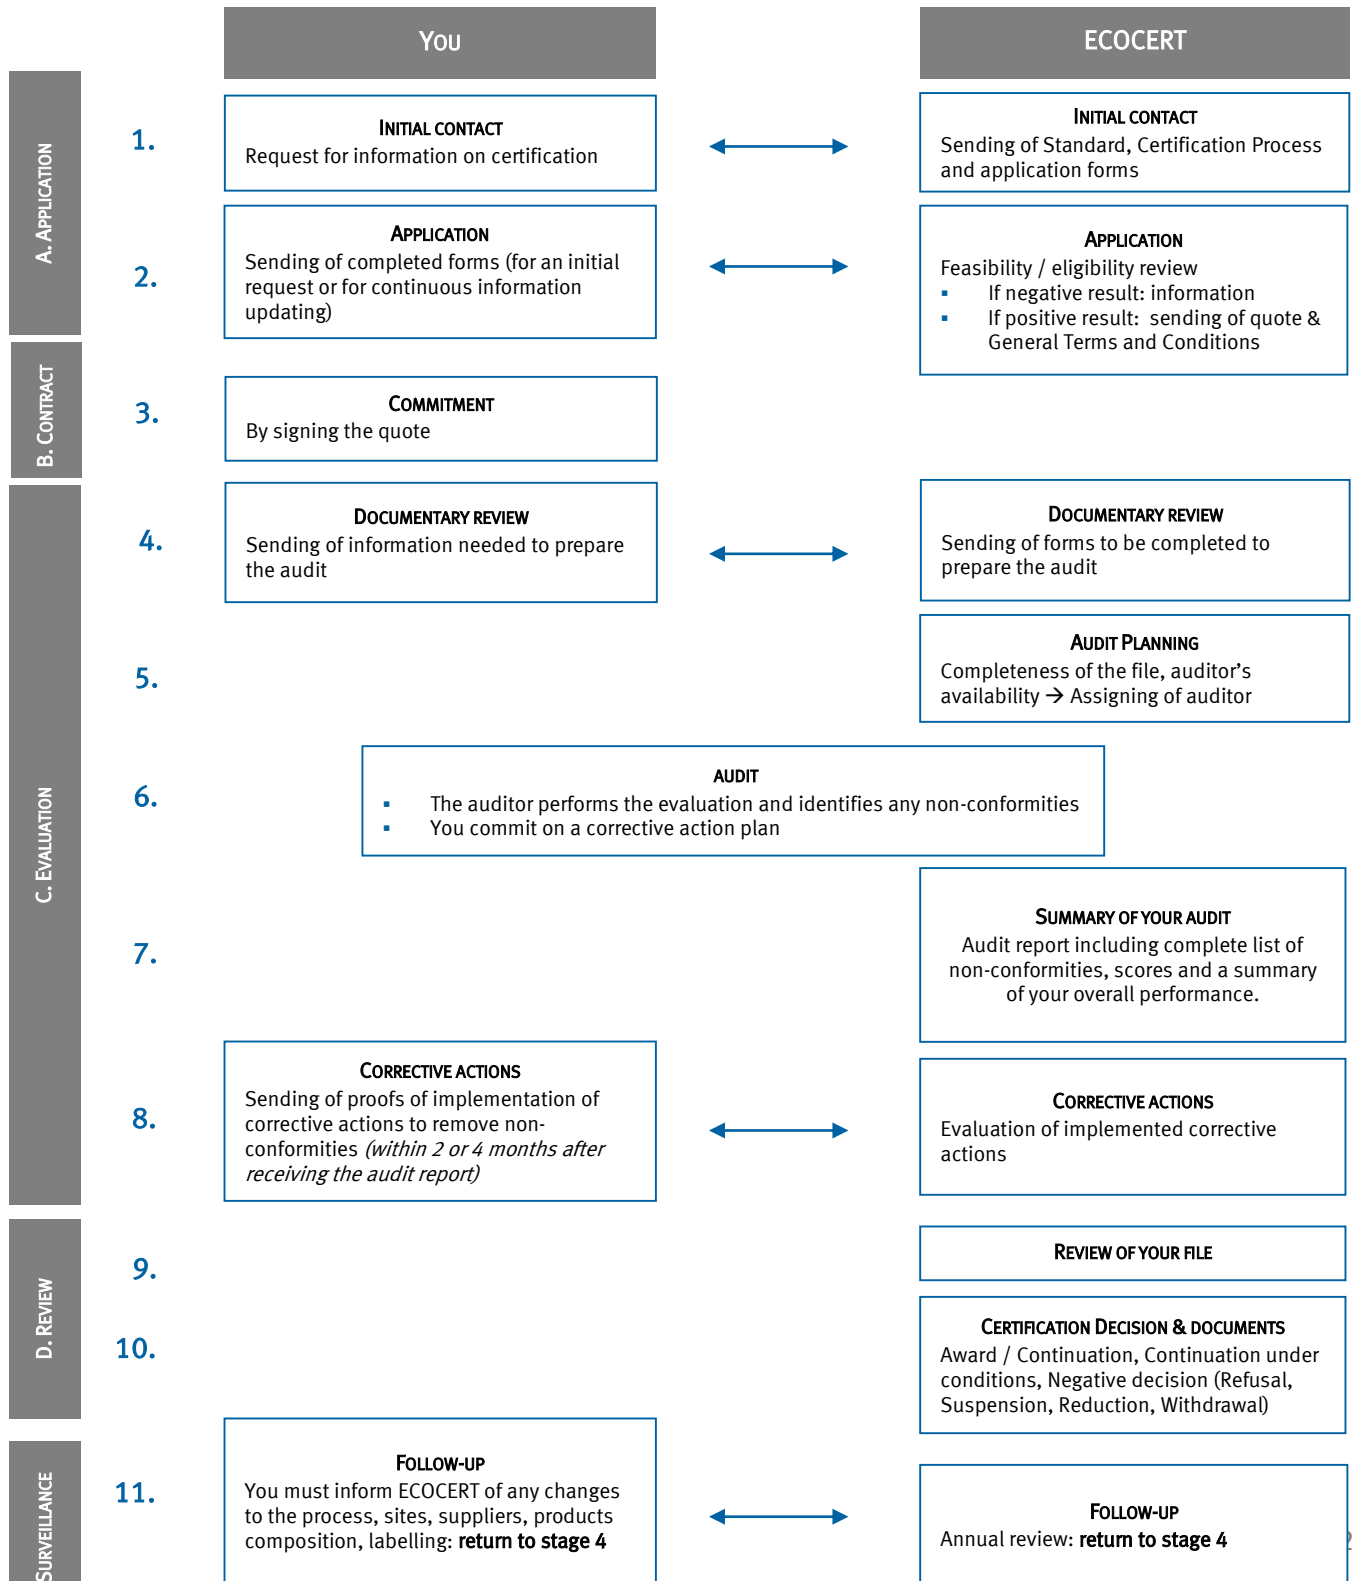 YOU
ECOCERT
A. APPLICATION
1.
INITIAL CONTACT
Request for information on certification
INITIAL CONTACT
Sending of Standard, Certification Process
and application forms
2.
APPLICATION
Sending of completed forms (for an initial
request or for continuous information
updating)
APPLICATION
Feasibility / eligibility review
▪ If negative result: information
▪ If positive result: sending of quote &
General Terms and Conditions
B. CONTRACT
3.
COMMITMENT
By signing the quote
C. EVALUATION
4.
DOCUMENTARY REVIEW
Sending of information needed to prepare
the audit
DOCUMENTARY REVIEW
Sending of forms to be completed to
prepare the audit
5.
AUDIT PLANNING
Completeness of the file, auditor’s
availability → Assigning of auditor
6.
AUDIT
▪ The auditor performs the evaluation and identifies any non-conformities
▪ You commit on a corrective action plan
7.
SUMMARY OF YOUR AUDIT
Audit report including complete list of
non-conformities, scores and a summary
of your overall performance.
8.
CORRECTIVE ACTIONS
Sending of proofs of implementation of
corrective actions to remove non-
conformities (within 2 or 4 months after
receiving the audit report)
CORRECTIVE ACTIONS
Evaluation of implemented corrective
actions
D. REVIEW
9.
REVIEW OF YOUR FILE
10.
CERTIFICATION DECISION & DOCUMENTS
Award / Continuation, Continuation under
conditions, Negative decision (Refusal,
Suspension, Reduction, Withdrawal)
SURVEILLANCE
11.
FOLLOW-UP
You must inform ECOCERT of any changes
to the process, sites, suppliers, products
composition, labelling: return to stage 4
FOLLOW-UP
Annual review: return to stage 4